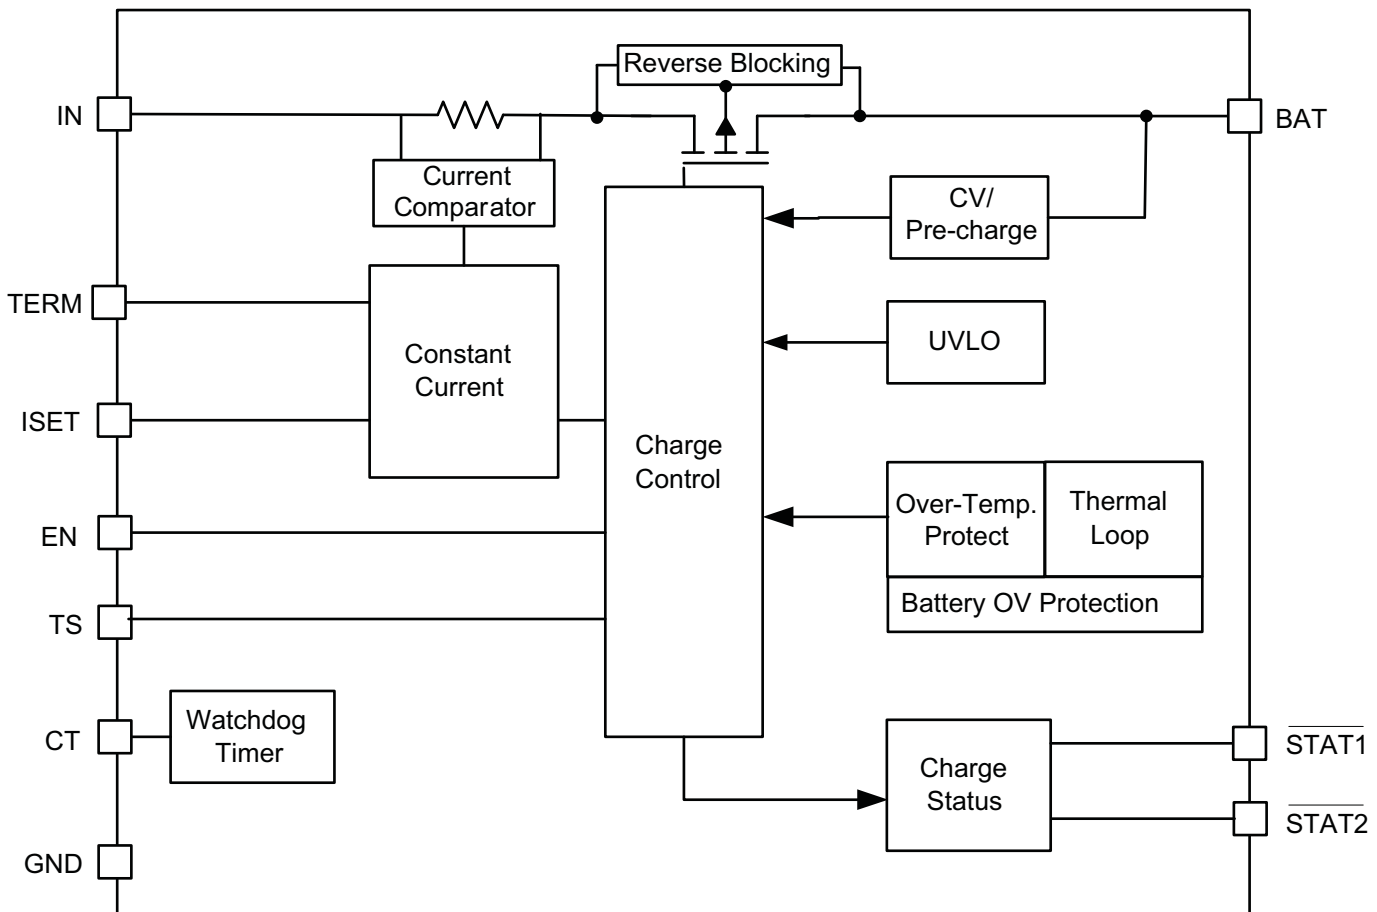 Reverse Blocking
IN
BAT
Current
Comparator
CV/
Pre-charge
TERM
Constant
Current
UVLO
ISET
Charge
Control
Over-Temp.
Protect
Thermal
Loop
EN
Battery OV Protection
TS
Watchdog
Timer
CT
Charge
Status
STAT1
STAT2
GND